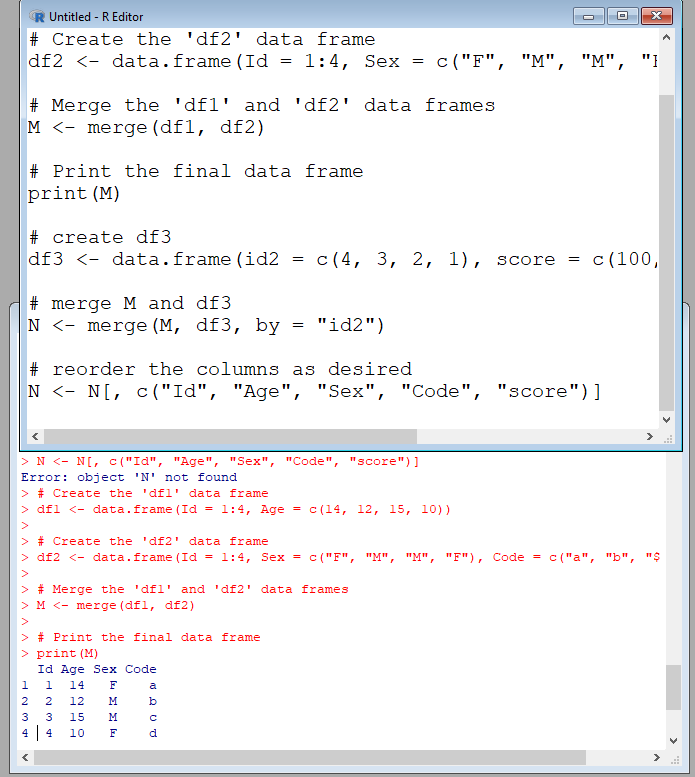 Untitled - R Editor
# Create the 'df2' data frame
df2 <- data.frame(Id = 1:4, Sex = c("F", "M", "M", "
# Merge the 'df1' and 'df2' data frames
M <- merge(df1, df2)
# Print the final data frame
print(M)
# create df3
df3 <- data.frame(id2 = c(4, 3, 2, 1), score = c(100,
# merge M and df3
N <- merge(M, df3, by = "id2")
# reorder the columns as desired
N <- N[, c("Id", "Age", "Sex", "Code", "score")]
> N <- N[, c("Id", "Age", "Sex", "Code", "score")]
Error: object 'N' not found
> # Create the 'df1' data frame
> df1 <- data.frame(Id = 1:4, Age = c(14, 12, 15, 10))
>
> # Create the 'df2' data frame
> df2 <- data.frame(Id = 1:4, Sex = c("F", "M", "M", "F"), Code = c("a", "b", "$
>
> # Merge the 'df1' and 'df2' data frames
> M <- merge(df1, df2)
>
> # Print the final data frame
> print(M)
Id Age Sex Code
1 1 14 F a
2 2 12 M b
3 3 15 M c
4 4 10 F d